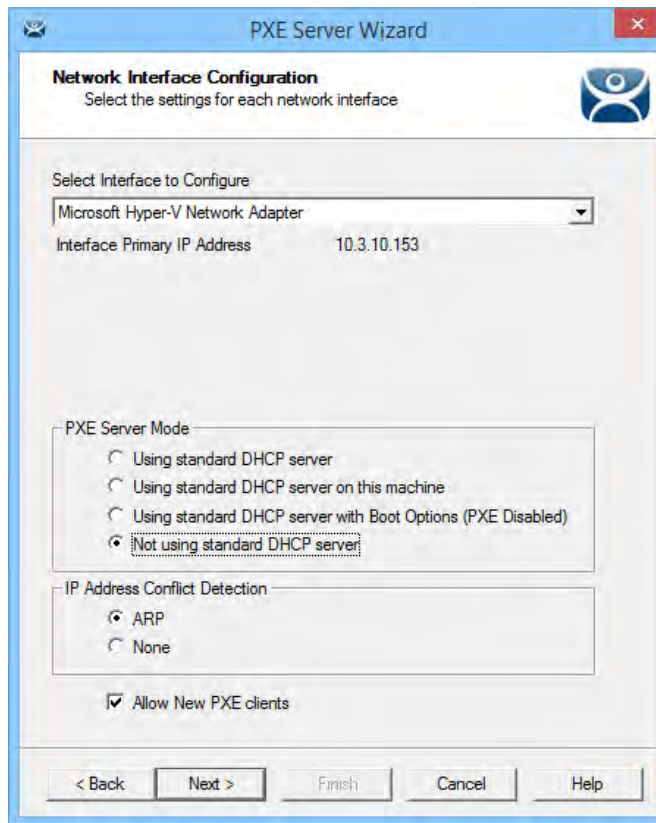 PXE Server Wizard
Network Interface Configuration
Select the settings for each network interface
Select Interface to Configure
Microsoft Hyper-V Network Adapter
Interface Primary IP Address 10.3.10.153
PXE Server Mode
Using standard DHCP server
Using standard DHCP server on this machine
Using standard DHCP server with Boot Options (PXE Disabled)
Not using standard DHCP server
IP Address Conflict Detection
ARP
None
Allow New PXE clients
< Back Next > Finish Cancel Help